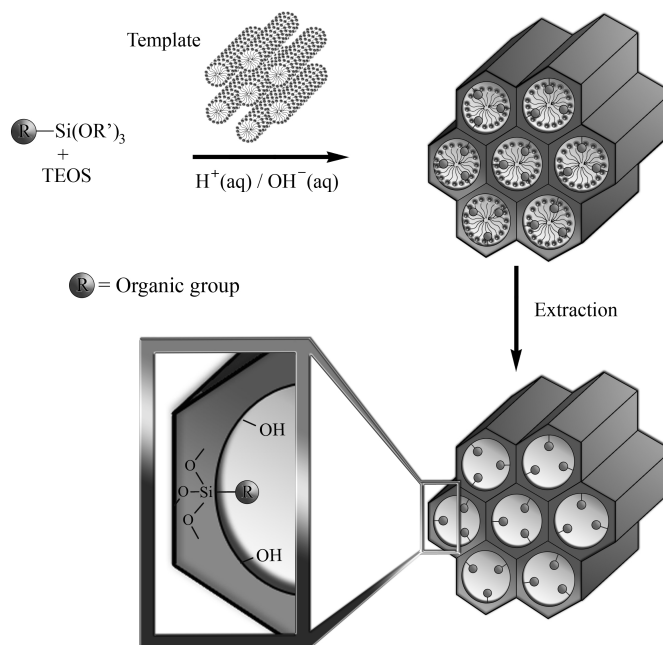 Template
R–Si(OR’)₃
+
TEOS
H⁺(aq) / OH⁻(aq)
R = Organic group
Extraction
OH
O
O–Si–R
O
OH